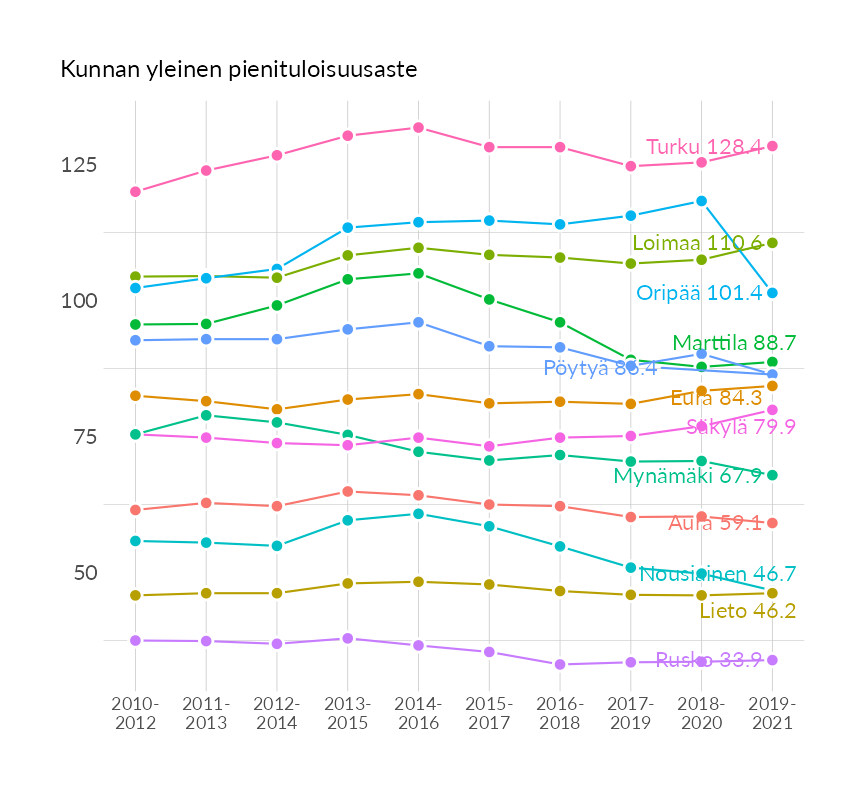 Kunnan yleinen pienituloisuusaste
125
100
75
50
Turku 128.4
Loimaa 110.6
Oripää 101.4
Marttila 88.7
Pöytyä 86.4
Eura 84.3
Säkylä 79.9
Mynämäki 67.9
Aura 59.1
Nousiainen 46.7
Lieto 46.2
Rusko 33.9
2010-
2012
2011-
2013
2012-
2014
2013-
2015
2014-
2016
2015-
2017
2016-
2018
2017-
2019
2018-
2020
2019-
2021